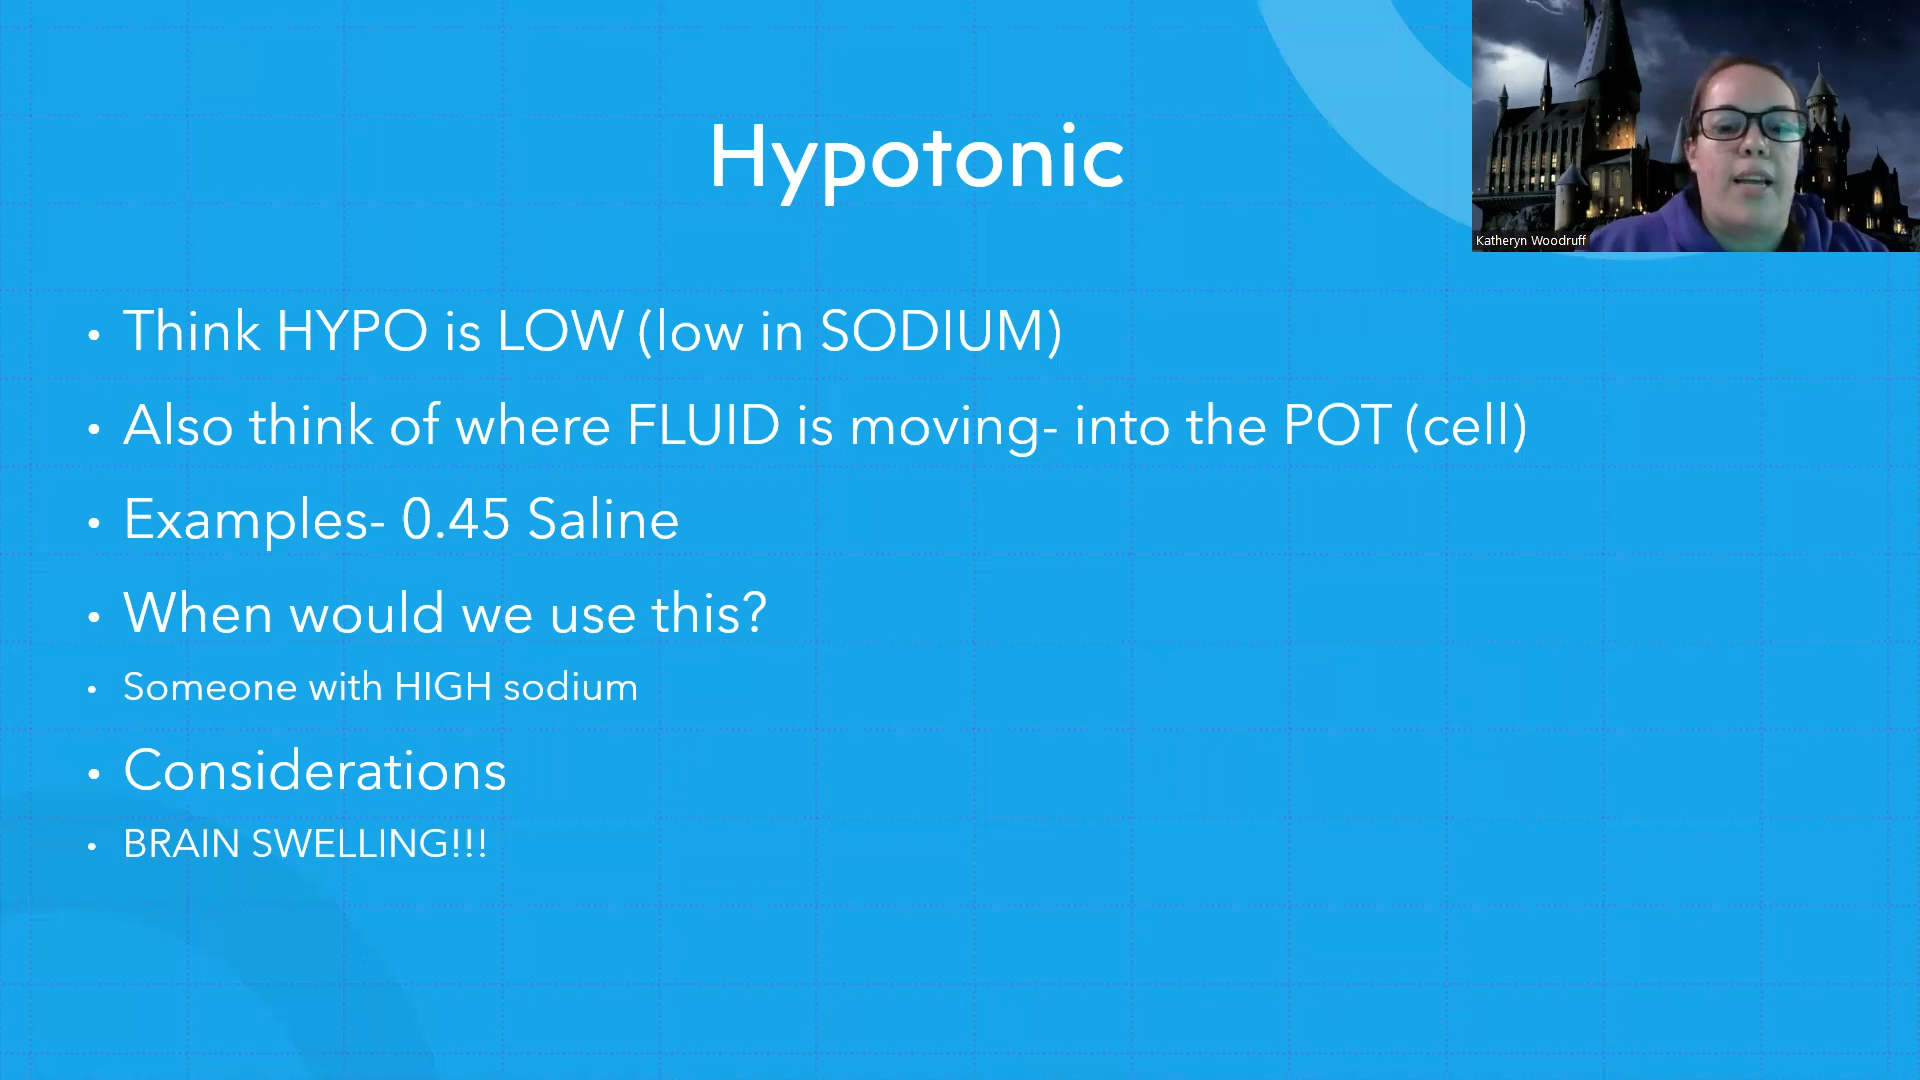 Hypotonic
Katheryn Woodruff
• Think HYPO is LOW (low in SODIUM)
• Also think of where FLUID is moving- into the POT (cell)
• Examples- 0.45 Saline
• When would we use this?
• Someone with HIGH sodium
• Considerations
• BRAIN SWELLING!!!